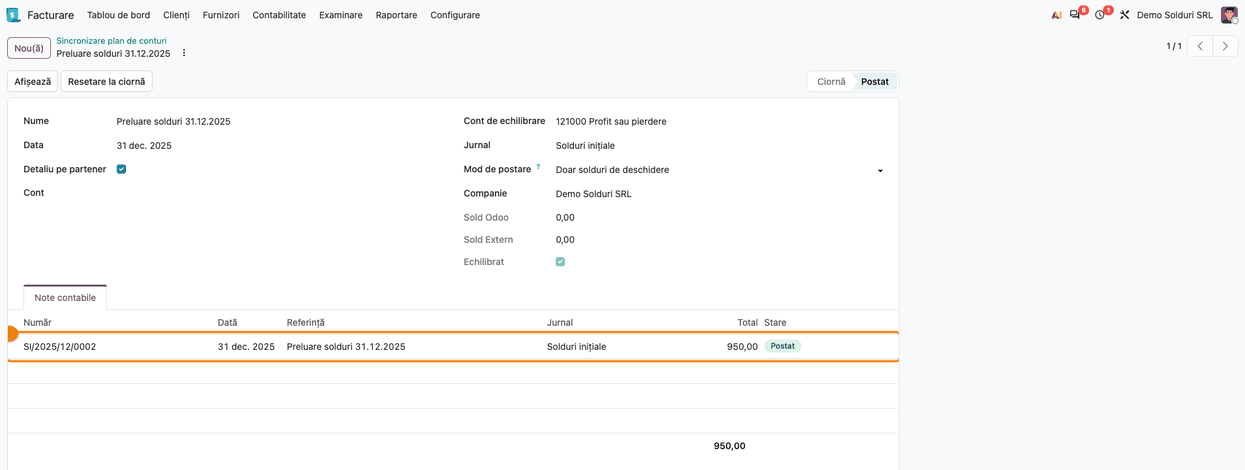 Facturare Tablou de bord Clienți Furnizori Contabilitate Examinare Raportare Configurare AI 6 1 Demo Solduri SRL
Nou(ă) Sincronizare plan de conturi
Preluare solduri 31.12.2025
1 / 1
Afișează Resetare la ciornă Ciornă Postat
Nume Preluare solduri 31.12.2025 Cont de echilibrare 121000 Profit sau pierdere
Data 31 dec. 2025 Jurnal Solduri inițiale
Detaliu pe partener Mod de postare ? Doar solduri de deschidere
Cont Companie Demo Solduri SRL
Sold Odoo 0,00
Sold Extern 0,00
Echilibrat
Note contabile
Număr Dată Referință Jurnal Total Stare
SI/2025/12/0002 31 dec. 2025 Preluare solduri 31.12.2025 Solduri inițiale 950,00 Postat
950,00